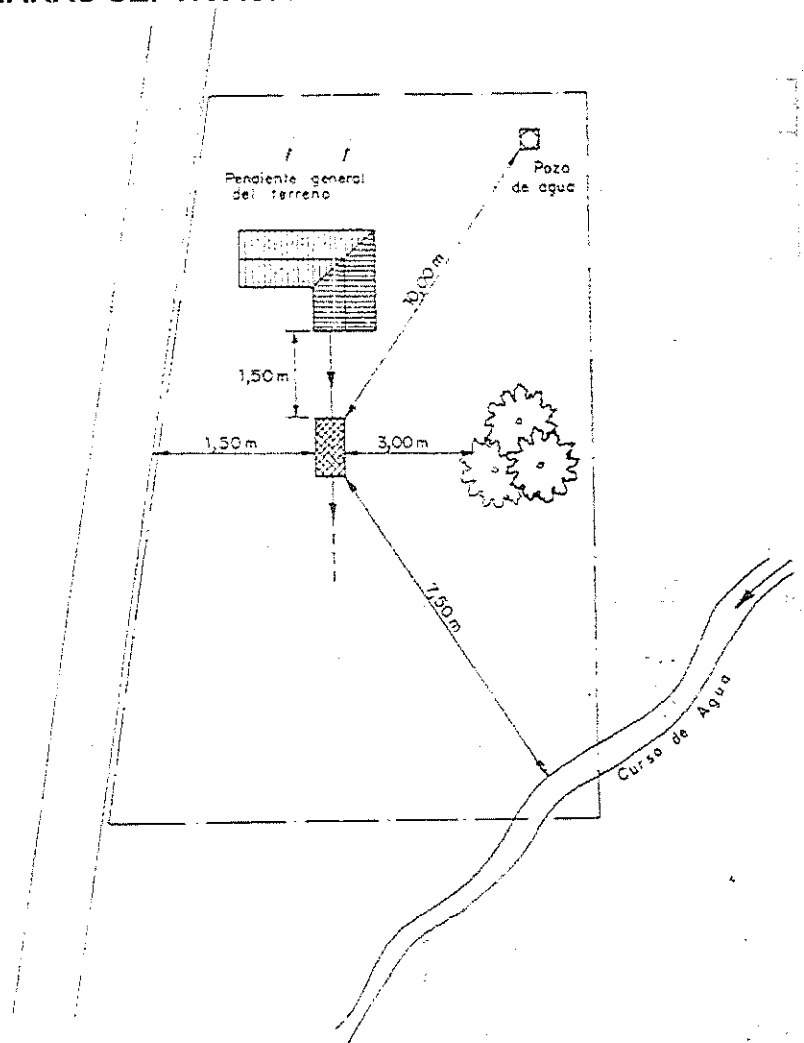 Pendiente general
del terreno
Pozo
de agua
10,00 m
1,50 m
1,50 m
3,00 m
7,50 m
Curso de Agua